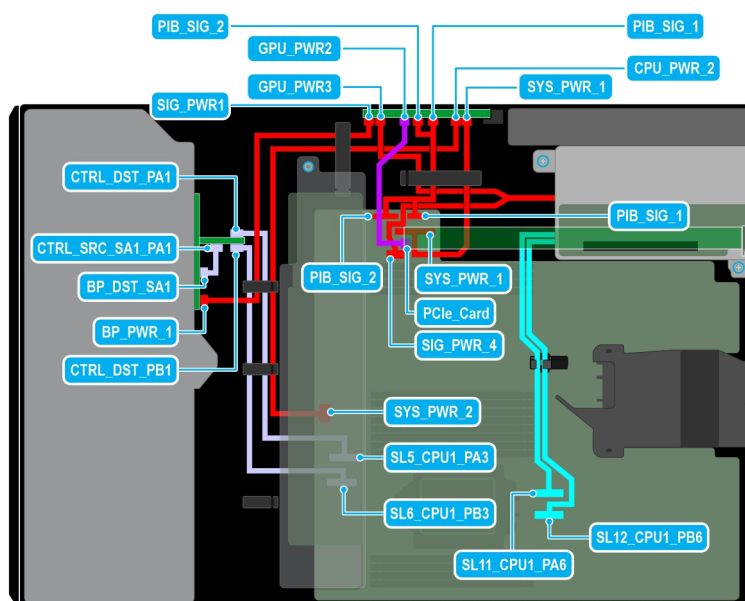 PIB_SIG_2
PIB_SIG_1
GPU_PWR2
CPU_PWR_2
GPU_PWR3
SYS_PWR_1
SIG_PWR1
CTRL_DST_PA1
PIB_SIG_1
CTRL_SRC_SA1_PA1
PIB_SIG_2
SYS_PWR_1
BP_DST_SA1
PCIe_Card
BP_PWR_1
SIG_PWR_4
CTRL_DST_PB1
SYS_PWR_2
SL5_CPU1_PA3
SL6_CPU1_PB3
SL12_CPU1_PB6
SL11_CPU1_PA6